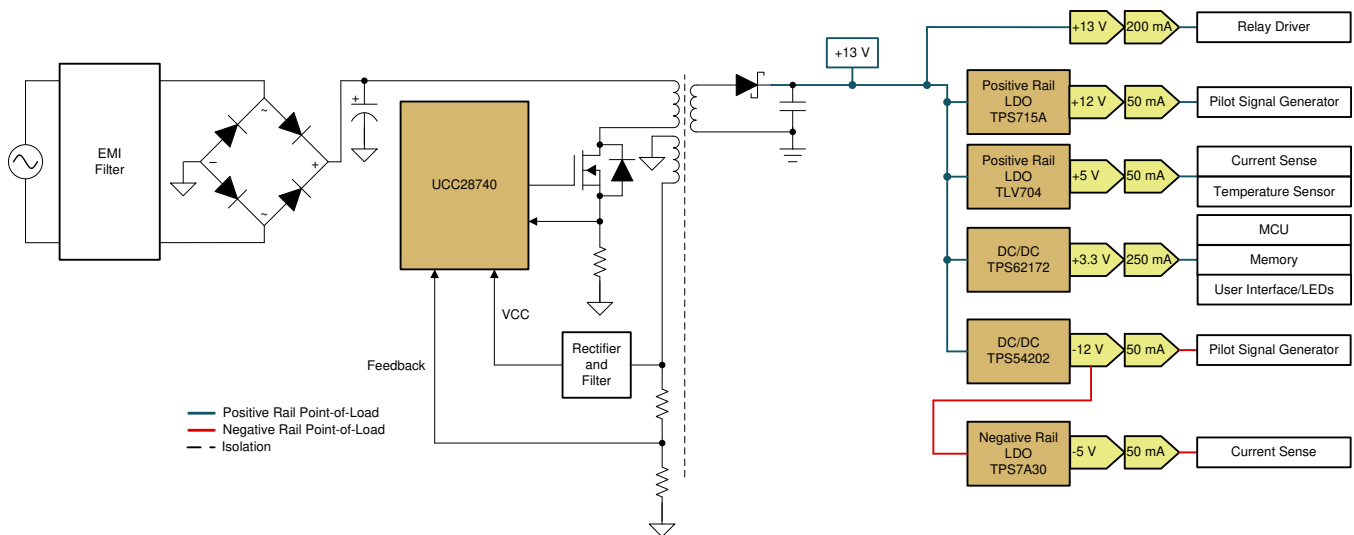 EMI
Filter
~
~
−
+
+
UCC28740
VCC
Feedback
Rectifier
and
Filter
Positive Rail Point-of-Load
Negative Rail Point-of-Load
Isolation
+13 V
+13 V
200 mA
Relay Driver
Positive Rail
LDO
TPS715A
+12 V
50 mA
Pilot Signal Generator
Positive Rail
LDO
TLV704
+5 V
50 mA
Current Sense
Temperature Sensor
DC/DC
TPS62172
+3.3 V
250 mA
MCU
Memory
User Interface/LEDs
DC/DC
TPS54202
-12 V
50 mA
Pilot Signal Generator
Negative Rail
LDO
TPS7A30
-5 V
50 mA
Current Sense